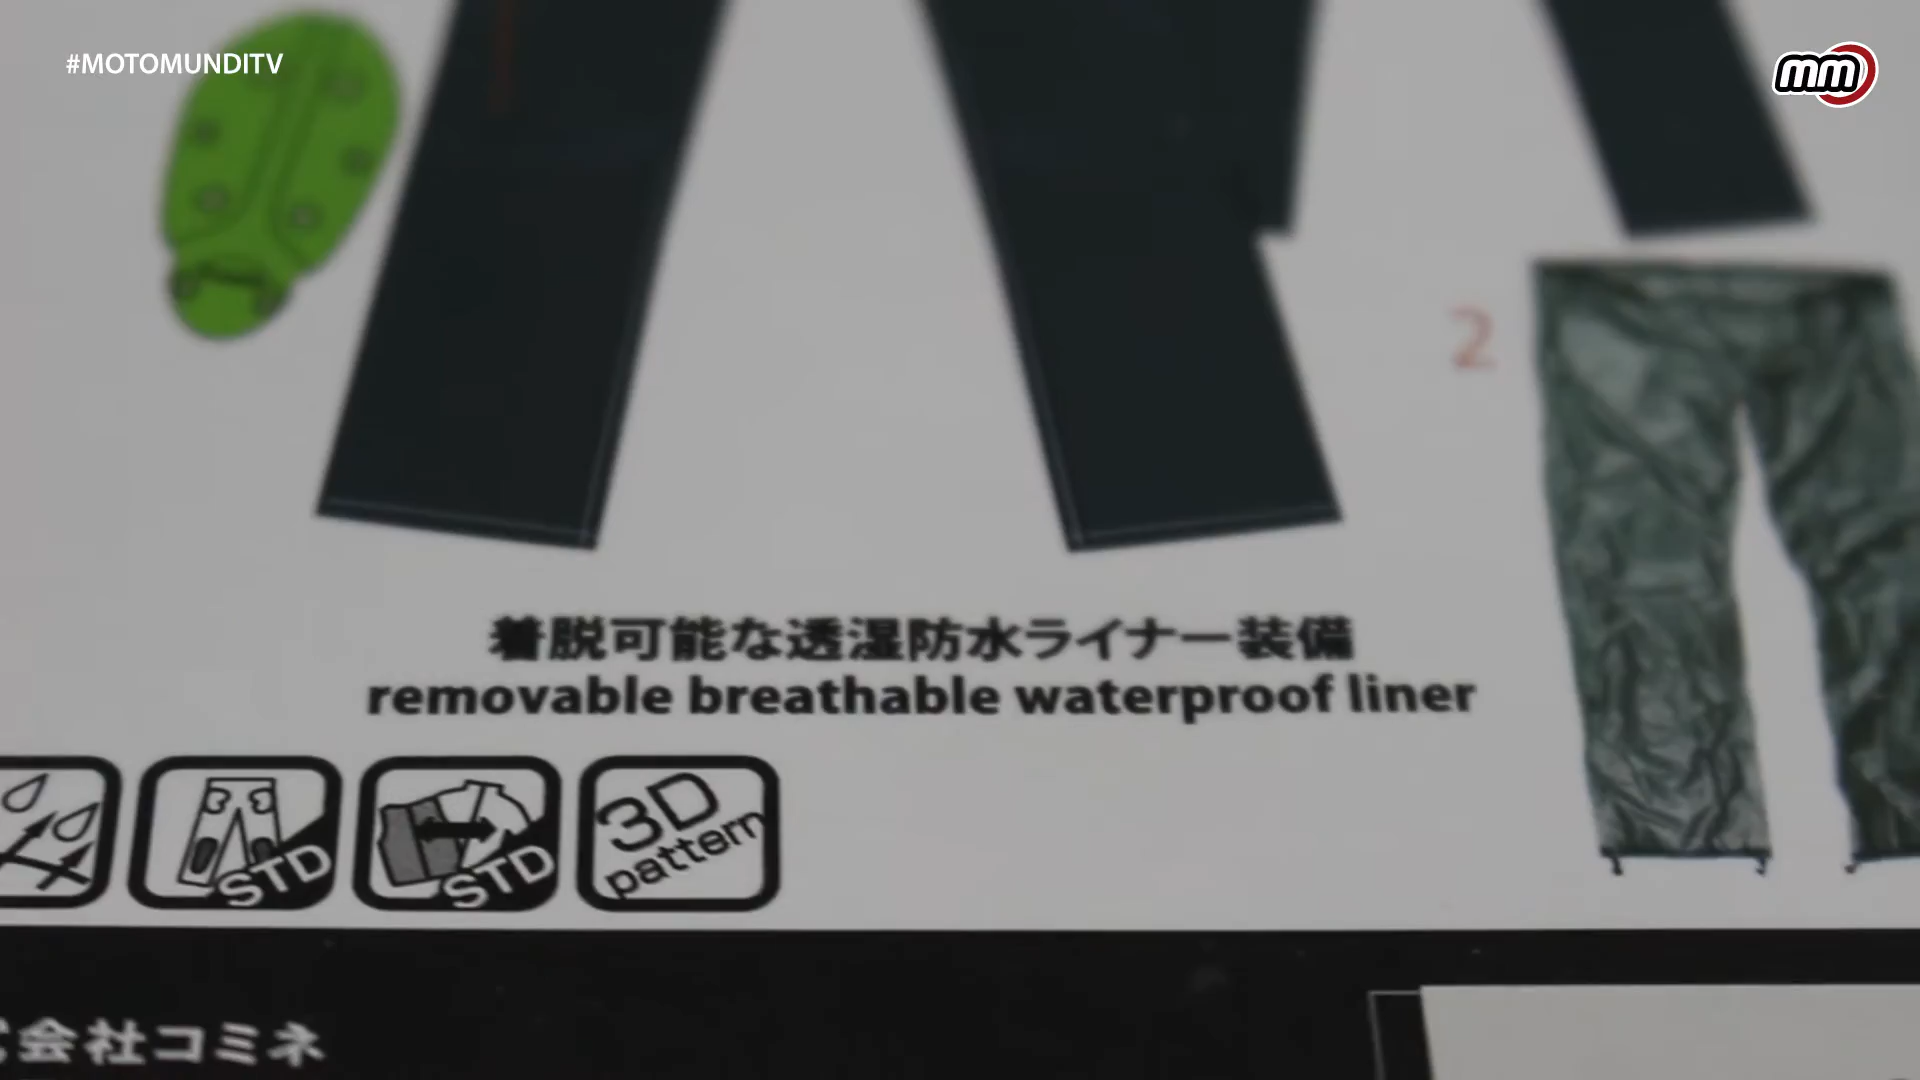 #MOTOMUNDITV
mm
2
着脱可能な透湿防水ライナー装備
removable breathable waterproof liner
STD
STD
3D
pattern
会社コミネ